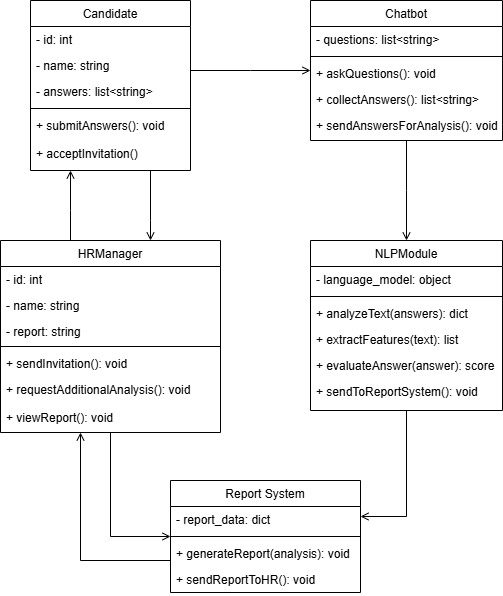 Candidate
- id: int
- name: string
- answers: list<string>
+ submitAnswers(): void
+ acceptInvitation()
Chatbot
- questions: list<string>
+ askQuestions(): void
+ collectAnswers(): list<string>
+ sendAnswersForAnalysis(): void
HRManager
- id: int
- name: string
- report: string
+ sendInvitation(): void
+ requestAdditionalAnalysis(): void
+ viewReport(): void
NLPModule
- language_model: object
+ analyzeText(answers): dict
+ extractFeatures(text): list
+ evaluateAnswer(answer): score
+ sendToReportSystem(): void
Report System
- report_data: dict
+ generateReport(analysis): void
+ sendReportToHR(): void